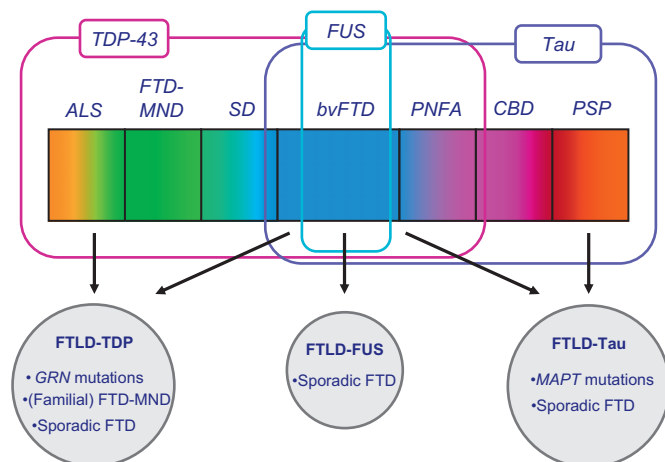 FUS
TDP-43
Tau
FTD-
MND
ALS
SD
bvFTD
PNFA
CBD
PSP
FTLD-TDP
• GRN mutations
•(Familial) FTD-MND
•Sporadic FTD
FTLD-FUS
•Sporadic FTD
FTLD-Tau
•MAPT mutations
•Sporadic FTD